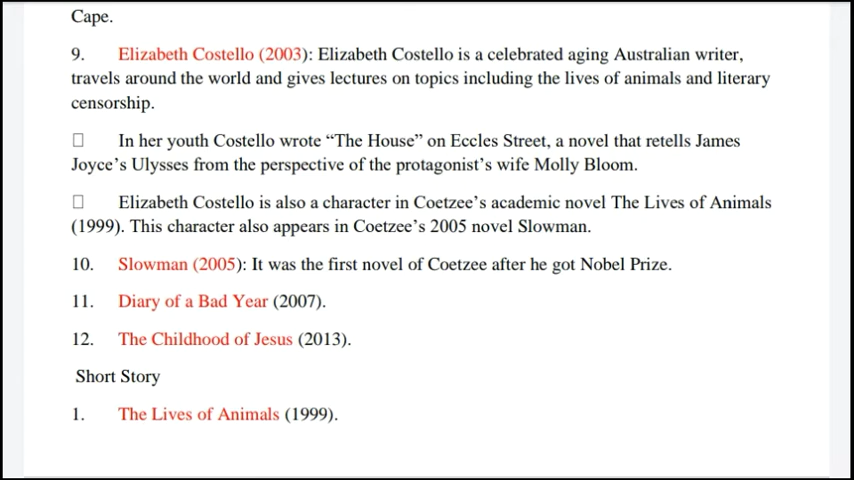 Cape.
9. Elizabeth Costello (2003): Elizabeth Costello is a celebrated aging Australian writer,
travels around the world and gives lectures on topics including the lives of animals and literary
censorship.
In her youth Costello wrote “The House” on Eccles Street, a novel that retells James
Joyce’s Ulysses from the perspective of the protagonist’s wife Molly Bloom.
Elizabeth Costello is also a character in Coetzee’s academic novel The Lives of Animals
(1999). This character also appears in Coetzee’s 2005 novel Slowman.
10. Slowman (2005): It was the first novel of Coetzee after he got Nobel Prize.
11. Diary of a Bad Year (2007).
12. The Childhood of Jesus (2013).
Short Story
1. The Lives of Animals (1999).